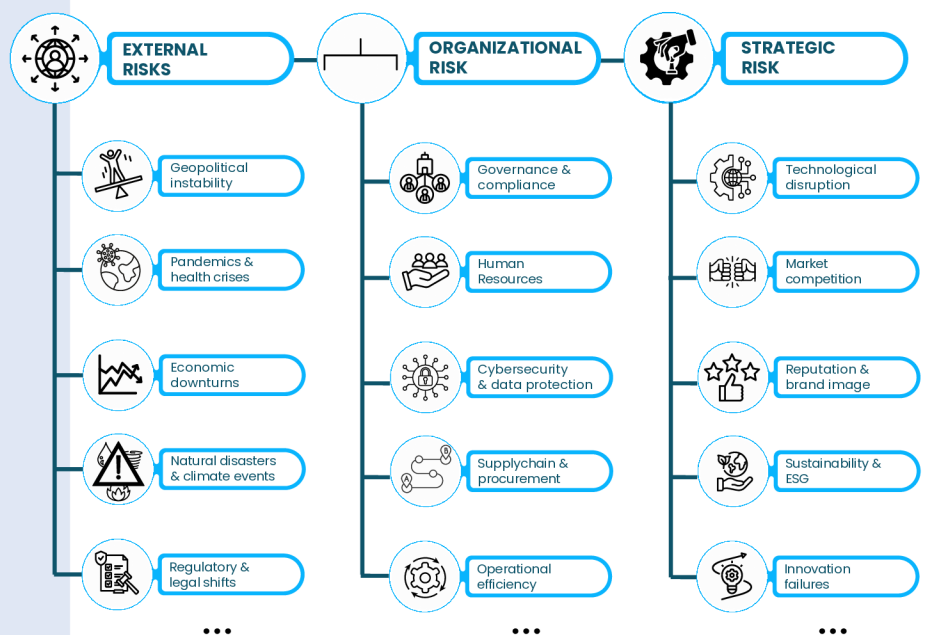 EXTERNAL
RISKS
Geopolitical
instability
Pandemics &
health crises
Economic
downturns
Natural disasters
& climate events
Regulatory &
legal shifts
...
ORGANIZATIONAL
RISK
Governance &
compliance
Human
Resources
Cybersecurity
& data protection
A
B
Supplychain &
procurement
Operational
efficiency
...
STRATEGIC
RISK
Technological
disruption
Market
competition
Reputation &
brand image
Sustainability &
ESG
Innovation
failures
...